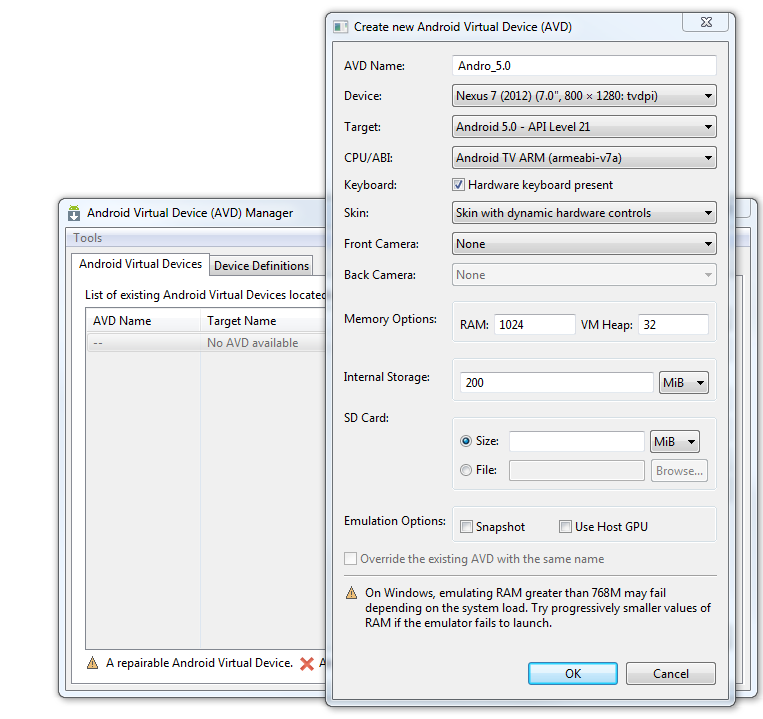 Create new Android Virtual Device (AVD)
AVD Name: Andro_5.0
Device: Nexus 7 (2012) (7.0", 800 × 1280: tvdpi)
Target: Android 5.0 - API Level 21
CPU/ABI: Android TV ARM (armeabi-v7a)
Keyboard: Hardware keyboard present
Skin: Skin with dynamic hardware controls
Front Camera: None
Back Camera: None
Memory Options: RAM: 1024 VM Heap: 32
Internal Storage: 200 MiB
SD Card:
Size: MiB
File: Browse...
Emulation Options: Snapshot Use Host GPU
Override the existing AVD with the same name
On Windows, emulating RAM greater than 768M may fail
depending on the system load. Try progressively smaller values of
RAM if the emulator fails to launch.
OK Cancel
Android Virtual Device (AVD) Manager
Tools
Android Virtual Devices Device Definitions
List of existing Android Virtual Devices located
AVD Name Target Name
-- No AVD available
A repairable Android Virtual Device. A